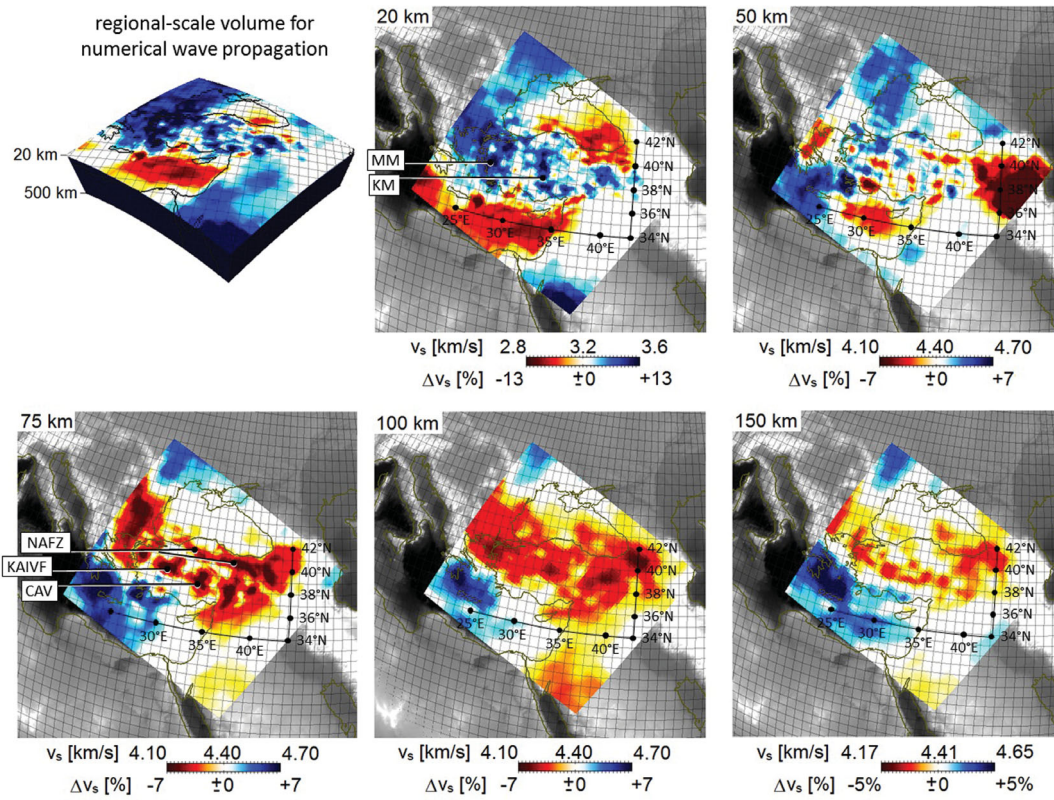 regional-scale volume for
numerical wave propagation
20 km
500 km
20 km
MM
KM
42°N
40°N
38°N
36°N
34°N
25°E
30°E
35°E
40°E
vs [km/s] 2.8 3.2 3.6
Δvs [%] -13 ±0 +13
50 km
42°N
40°N
38°N
36°N
34°N
25°E
30°E
35°E
40°E
vs [km/s] 4.10 4.40 4.70
Δvs [%] -7 ±0 +7
75 km
NAFZ
KAIVF
CAV
42°N
40°N
38°N
36°N
34°N
30°E
35°E
40°E
vs [km/s] 4.10 4.40 4.70
Δvs [%] -7 ±0 +7
100 km
42°N
40°N
38°N
36°N
34°N
25°E
30°E
35°E
40°E
vs [km/s] 4.10 4.40 4.70
Δvs [%] -7 ±0 +7
150 km
42°N
40°N
38°N
36°N
34°N
25°E
30°E
35°E
40°E
vs [km/s] 4.17 4.41 4.65
Δvs [%] -5% ±0 +5%